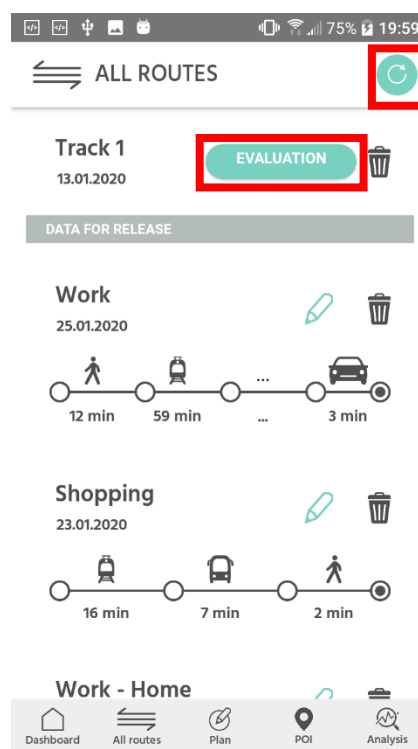 75% 19:59
ALL ROUTES
Track 1
EVALUATION
13.01.2020
DATA FOR RELEASE
Work
25.01.2020
...
12 min 59 min ... 3 min
Shopping
23.01.2020
16 min 7 min 2 min
Work - Home
Dashboard All routes Plan POI Analysis